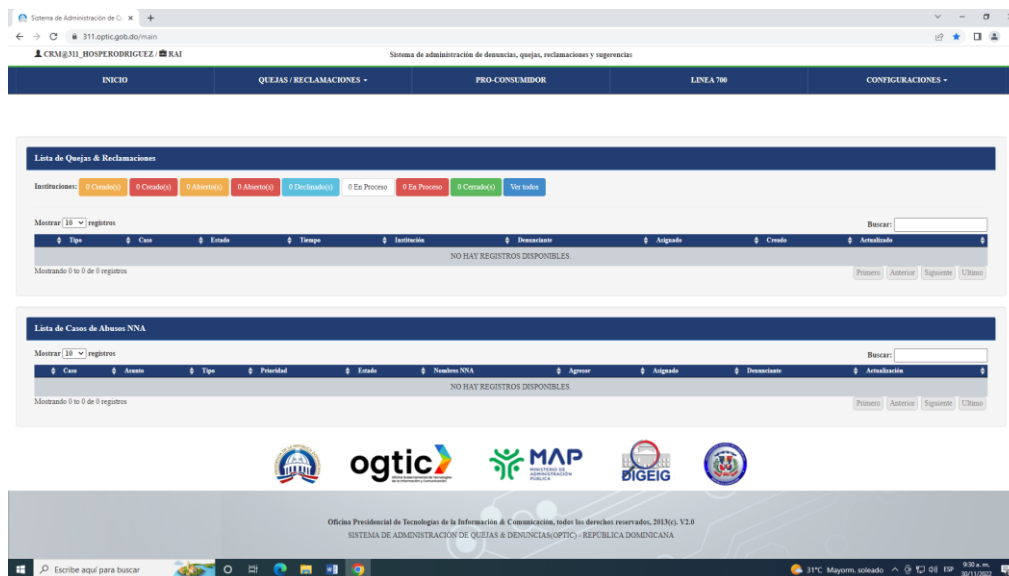 Sistema de Administración de Q
311.optic.gob.do/main
CRM@311_HOSPERODRIGUEZ / RAI
Sistema de administración de denuncias, quejas, reclamaciones y sugerencias
INICIO
QUEJAS / RECLAMACIONES
PRO-CONSUMIDOR
LINEA 700
CONFIGURACIONES
Lista de Quejas & Reclamaciones
Instituciones: 0 Creado(s) 0 Creado(s) 0 Abierto(s) 0 Abierto(s) 0 Declinado(s) 0 En Proceso 0 En Proceso 0 Cerrado(s) Ver todos
Mostrar 10 registros
Buscar:
Tipo Caso Estado Tiempo Institución Denunciante Asignado Creado Actualizado
NO HAY REGISTROS DISPONIBLES.
Mostrando 0 to 0 de 0 registros
Primero Anterior Siguiente Ultimo
Lista de Casos de Abusos NNA
Mostrar 10 registros
Buscar:
Caso Asunto Tipo Prioridad Estado Nombres NNA Agresor Asignado Denunciante Actualización
NO HAY REGISTROS DISPONIBLES.
Mostrando 0 to 0 de 0 registros
Primero Anterior Siguiente Ultimo
ogtic
MAP
MINISTERIO DE
ADMINISTRACIÓN
PÚBLICA
DIGEIG
Oficina Presidencial de Tecnologías de la Información & Comunicación, todos los derechos reservados, 2013(c). V2.0
SISTEMA DE ADMINISTRACIÓN DE QUEJAS & DENUNCIAS(OPTIC) - REPÚBLICA DOMINICANA
Escribe aquí para buscar
31°C Mayorm. soleado
ESP
9:30 a. m.
30/11/2022